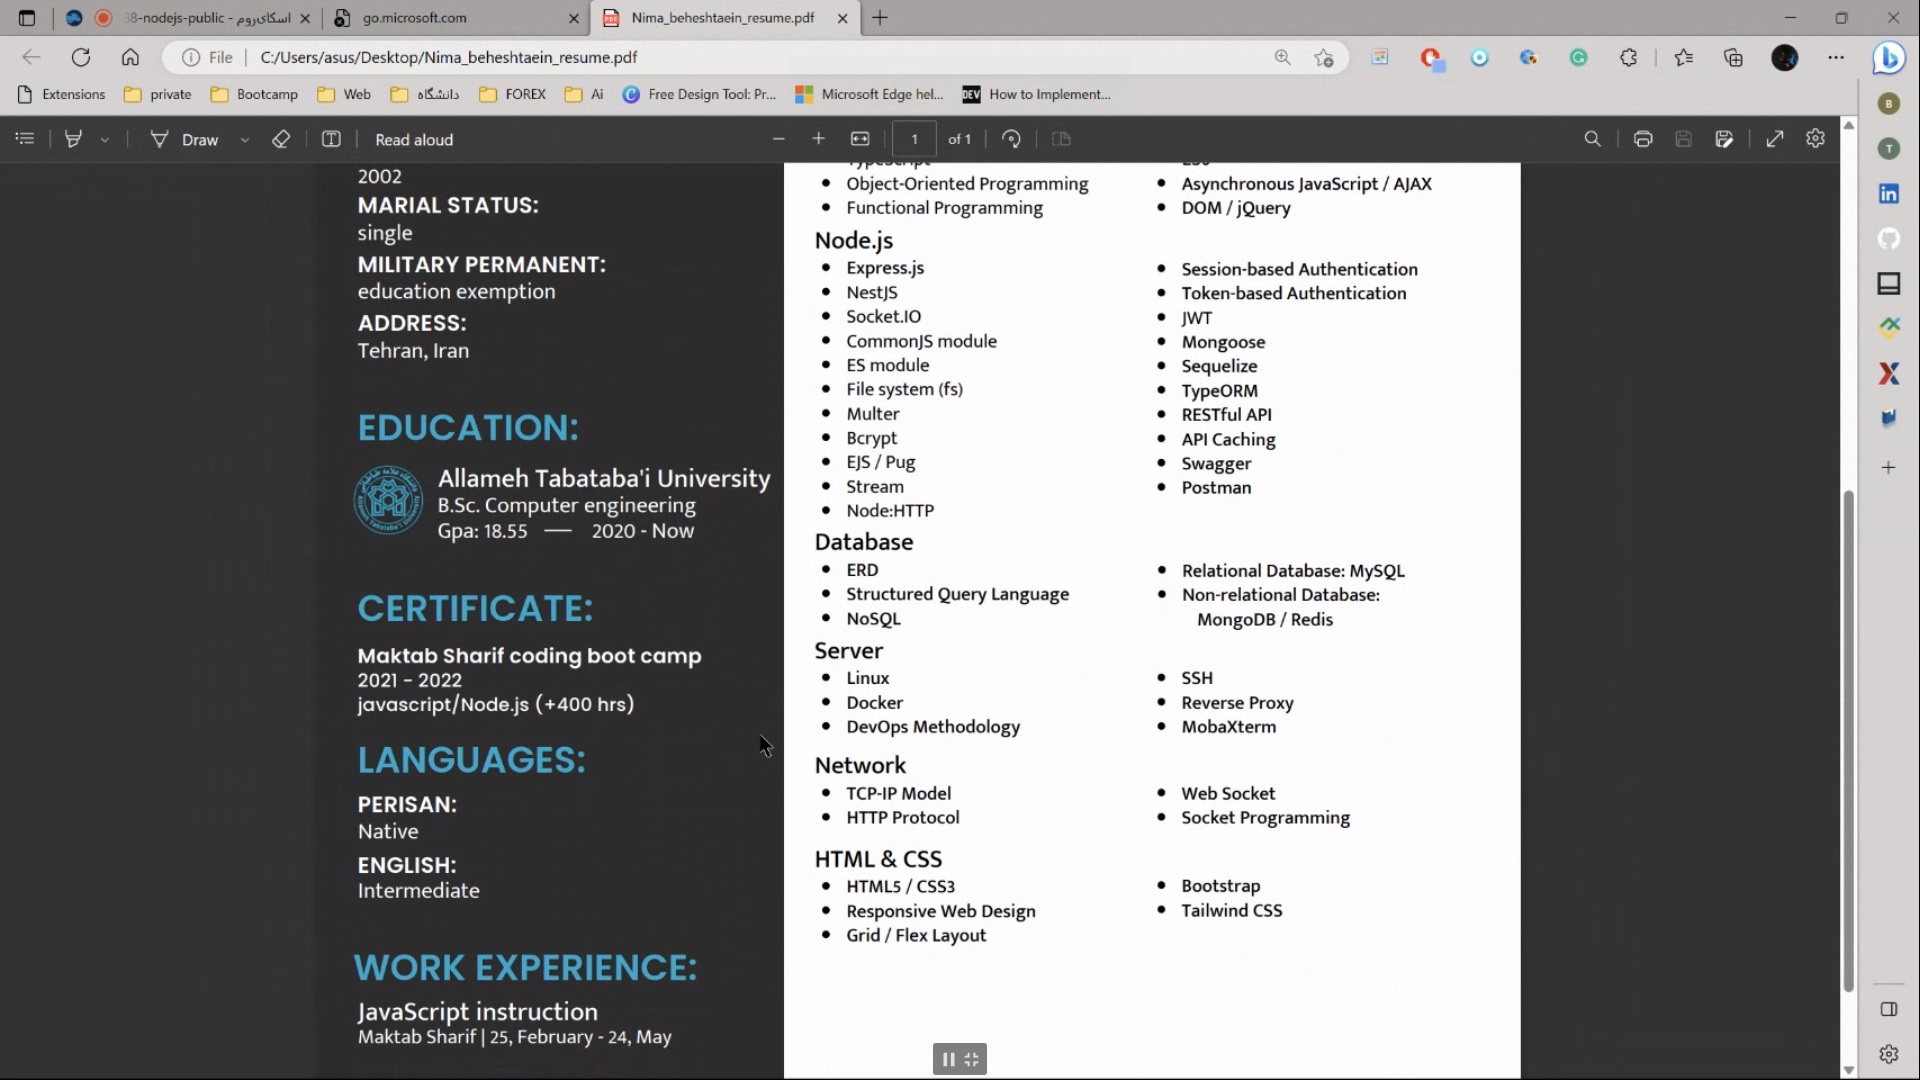 38-nodejs-public - اسکای‌روم
go.microsoft.com
Nima_beheshtaein_resume.pdf
File
C:/Users/asus/Desktop/Nima_beheshtaein_resume.pdf
Extensions
private
Bootcamp
Web
دانشگاه
FOREX
Ai
Free Design Tool: Pr...
Microsoft Edge hel...
DEV
How to Implement...
Draw
Read aloud
1
of 1
B
T
2002
MARIAL STATUS:
single
MILITARY PERMANENT:
education exemption
ADDRESS:
Tehran, Iran
EDUCATION:
Allameh Tabataba'i University
B.Sc. Computer engineering
Gpa: 18.55 — 2020 - Now
CERTIFICATE:
Maktab Sharif coding boot camp
2021 - 2022
javascript/Node.js (+400 hrs)
LANGUAGES:
PERISAN:
Native
ENGLISH:
Intermediate
WORK EXPERIENCE:
JavaScript instruction
Maktab Sharif | 25, February - 24, May
TypeScript
Object-Oriented Programming
Functional Programming
ES6
Asynchronous JavaScript / AJAX
DOM / jQuery
Node.js
Express.js
NestJS
Socket.IO
CommonJS module
ES module
File system (fs)
Multer
Bcrypt
EJS / Pug
Stream
Node:HTTP
Session-based Authentication
Token-based Authentication
JWT
Mongoose
Sequelize
TypeORM
RESTful API
API Caching
Swagger
Postman
Database
ERD
Structured Query Language
NoSQL
Relational Database: MySQL
Non-relational Database:
MongoDB / Redis
Server
Linux
Docker
DevOps Methodology
SSH
Reverse Proxy
MobaXterm
Network
TCP-IP Model
HTTP Protocol
Web Socket
Socket Programming
HTML & CSS
HTML5 / CSS3
Responsive Web Design
Grid / Flex Layout
Bootstrap
Tailwind CSS